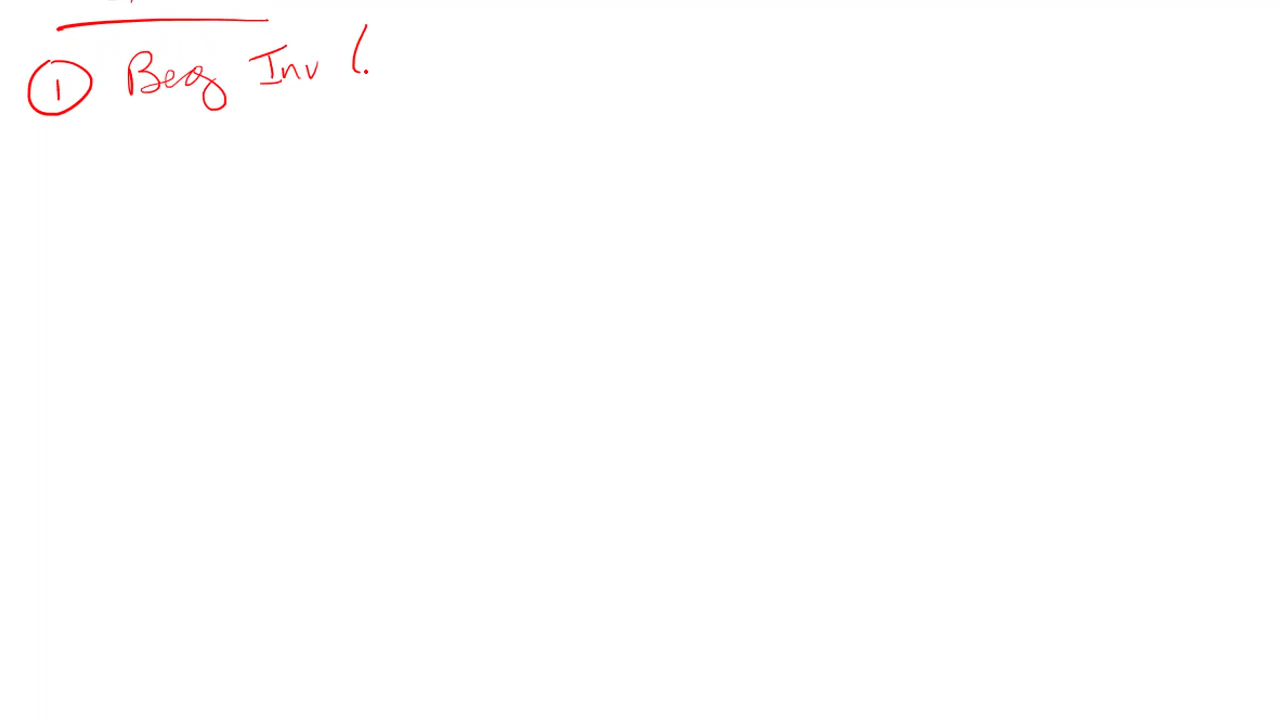 ① Beg Inv (.